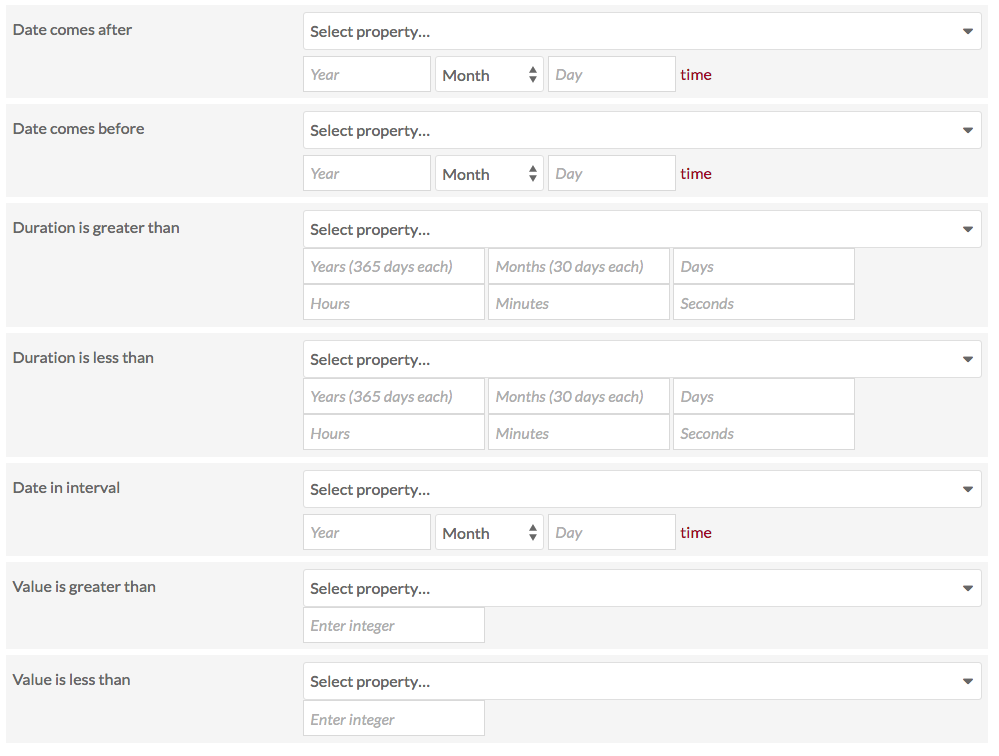 Date comes after
Select property...
Year Month Day time
Date comes before
Select property...
Year Month Day time
Duration is greater than
Select property...
Years (365 days each) Months (30 days each) Days
Hours Minutes Seconds
Duration is less than
Select property...
Years (365 days each) Months (30 days each) Days
Hours Minutes Seconds
Date in interval
Select property...
Year Month Day time
Value is greater than
Select property...
Enter integer
Value is less than
Select property...
Enter integer